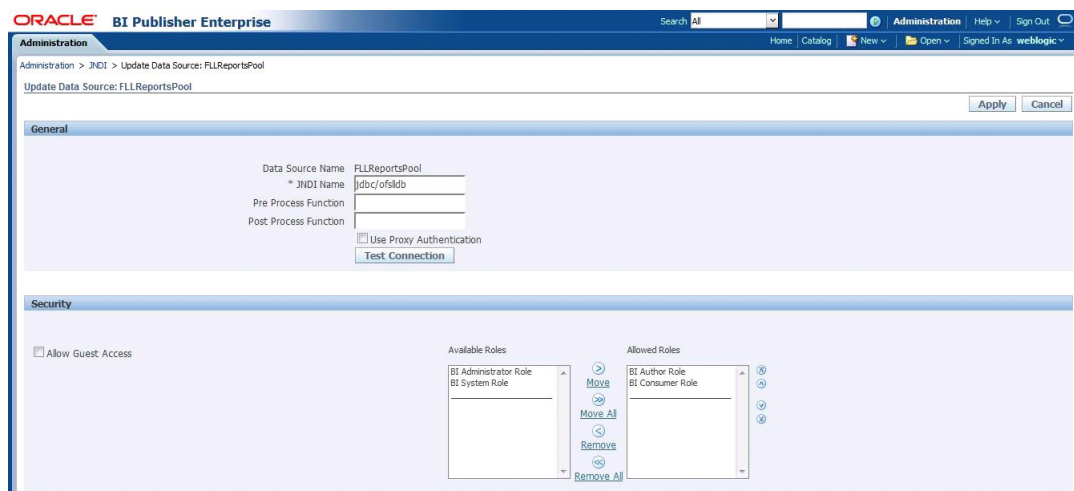 ORACLE BI Publisher Enterprise
Search All Administration Help Sign Out
Administration
Home Catalog New Open Signed In As weblogic
Administration > JNDI > Update Data Source: FLLReportsPool
Update Data Source: FLLReportsPool
Apply Cancel
General
Data Source Name FLLReportsPool
* JNDI Name jdbc/ofslldb
Pre Process Function
Post Process Function
Use Proxy Authentication
Test Connection
Security
Allow Guest Access
Available Roles
BI Administrator Role
BI System Role
Move
Move All
Remove
Remove All
Allowed Roles
BI Author Role
BI Consumer Role